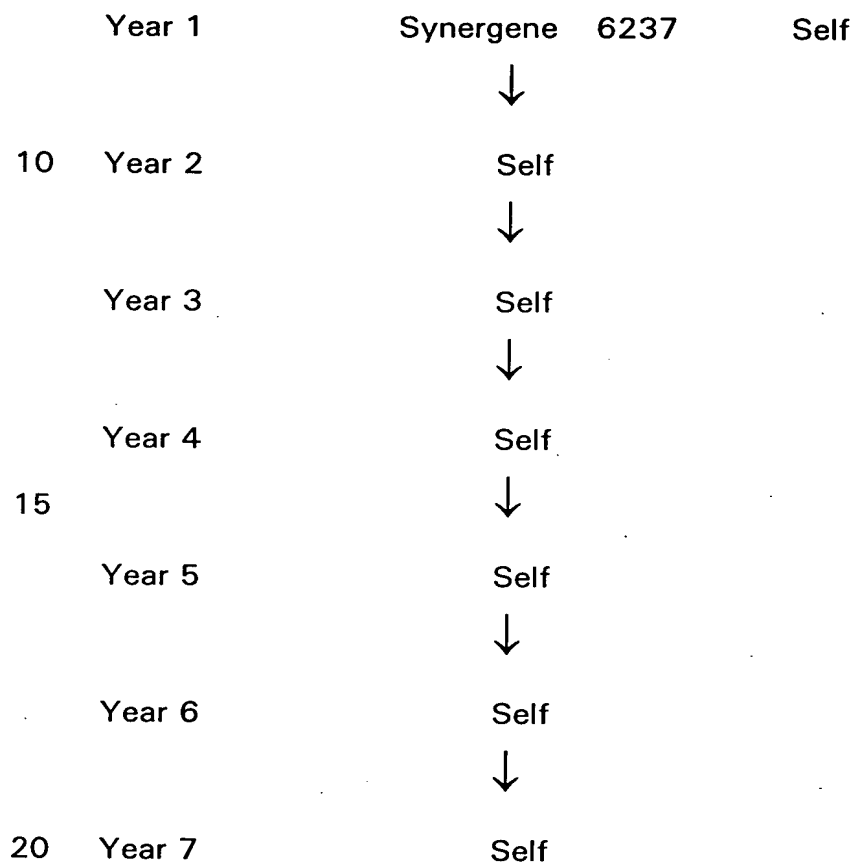 Year 1 Synergene 6237 Self
↓
10 Year 2 Self
↓
Year 3 Self
↓
Year 4 Self
15 ↓
Year 5 Self
↓
Year 6 Self
↓
20 Year 7 Self